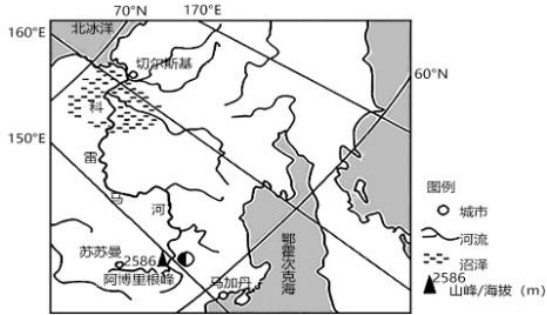 70°N
170°E
160°E
北冰洋
切尔斯基
60°N
科
150°E
雷
马
河
图例
城市
河流
沼泽
2586
山峰/海拔（m）
鄂霍次克海
苏苏曼
2586
阿博里根峰
马加丹